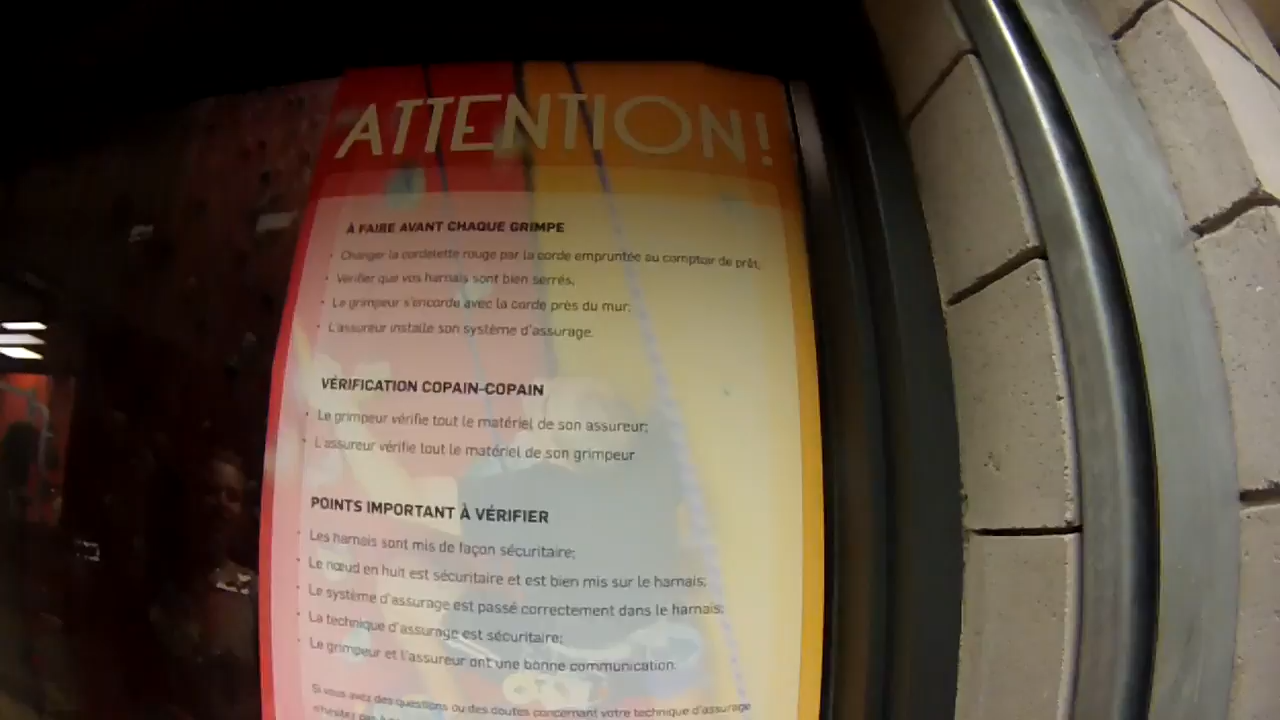 ATTENTION!
À FAIRE AVANT CHAQUE GRIMPE
• Changer la cordelette rouge par la corde empruntée au comptoir de prêt;
• Vérifier que vos harnais sont bien serrés;
• Le grimpeur s'encorde avec la corde près du mur;
• L'assureur installe son système d'assurage.
VÉRIFICATION COPAIN-COPAIN
• Le grimpeur vérifie tout le matériel de son assureur;
• L'assureur vérifie tout le matériel de son grimpeur
POINTS IMPORTANT À VÉRIFIER
• Les harnais sont mis de façon sécuritaire;
• Le nœud en huit est sécuritaire et est bien mis sur le harnais;
• Le système d'assurage est passé correctement dans le harnais;
• La technique d'assurage est sécuritaire;
• Le grimpeur et l'assureur ont une bonne communication.
Si vous avez des questions ou des doutes concernant votre technique d'assurage
n'hésitez pas à